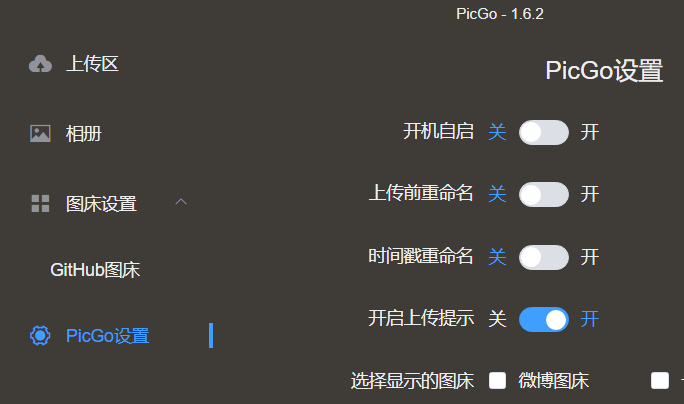 PicGo - 1.6.2
上传区
相册
图床设置
GitHub图床
PicGo设置
PicGo设置
开机自启 关 开
上传前重命名 关 开
时间戳重命名 关 开
开启上传提示 关 开
选择显示的图床 微博图床